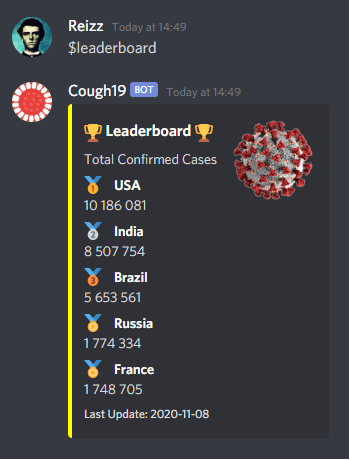 Reizz Today at 14:49
$leaderboard
Cough19 BOT Today at 14:49
🏆 Leaderboard 🏆
Total Confirmed Cases
🥇 USA
10 186 081
🥈 India
8 507 754
🥉 Brazil
5 653 561
🏅 Russia
1 774 334
🏅 France
1 748 705
Last Update: 2020-11-08